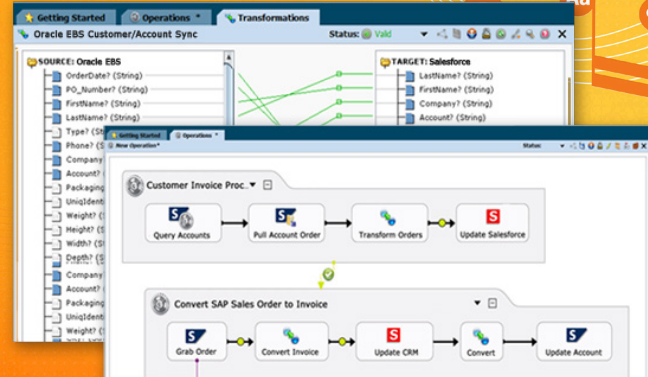 Getting Started
Operations *
Transformations
Oracle EBS Customer/Account Sync
Status: Valid
SOURCE: Oracle EBS
OrderDate? (String)
PO_Number? (String)
FirstName? (String)
LastName? (String)
Type? (St
Phone? (S
Company
Account?
Packaging
UniqIdent
Weight? (
Height? (S
Width? (S
Depth? (S
Company
Account?
Packaging
UniqIdent
Weight? (
TARGET: Salesforce
LastName? (String)
FirstName? (String)
Company? (String)
Account? (String)
Getting Started
Operations *
New Operation*
Status:
Customer Invoice Proc..
Query Accounts
Pull Account Order
Transform Orders
Update Salesforce
Convert SAP Sales Order to Invoice
Grab Order
Convert Invoice
Update CRM
Convert
Update Account